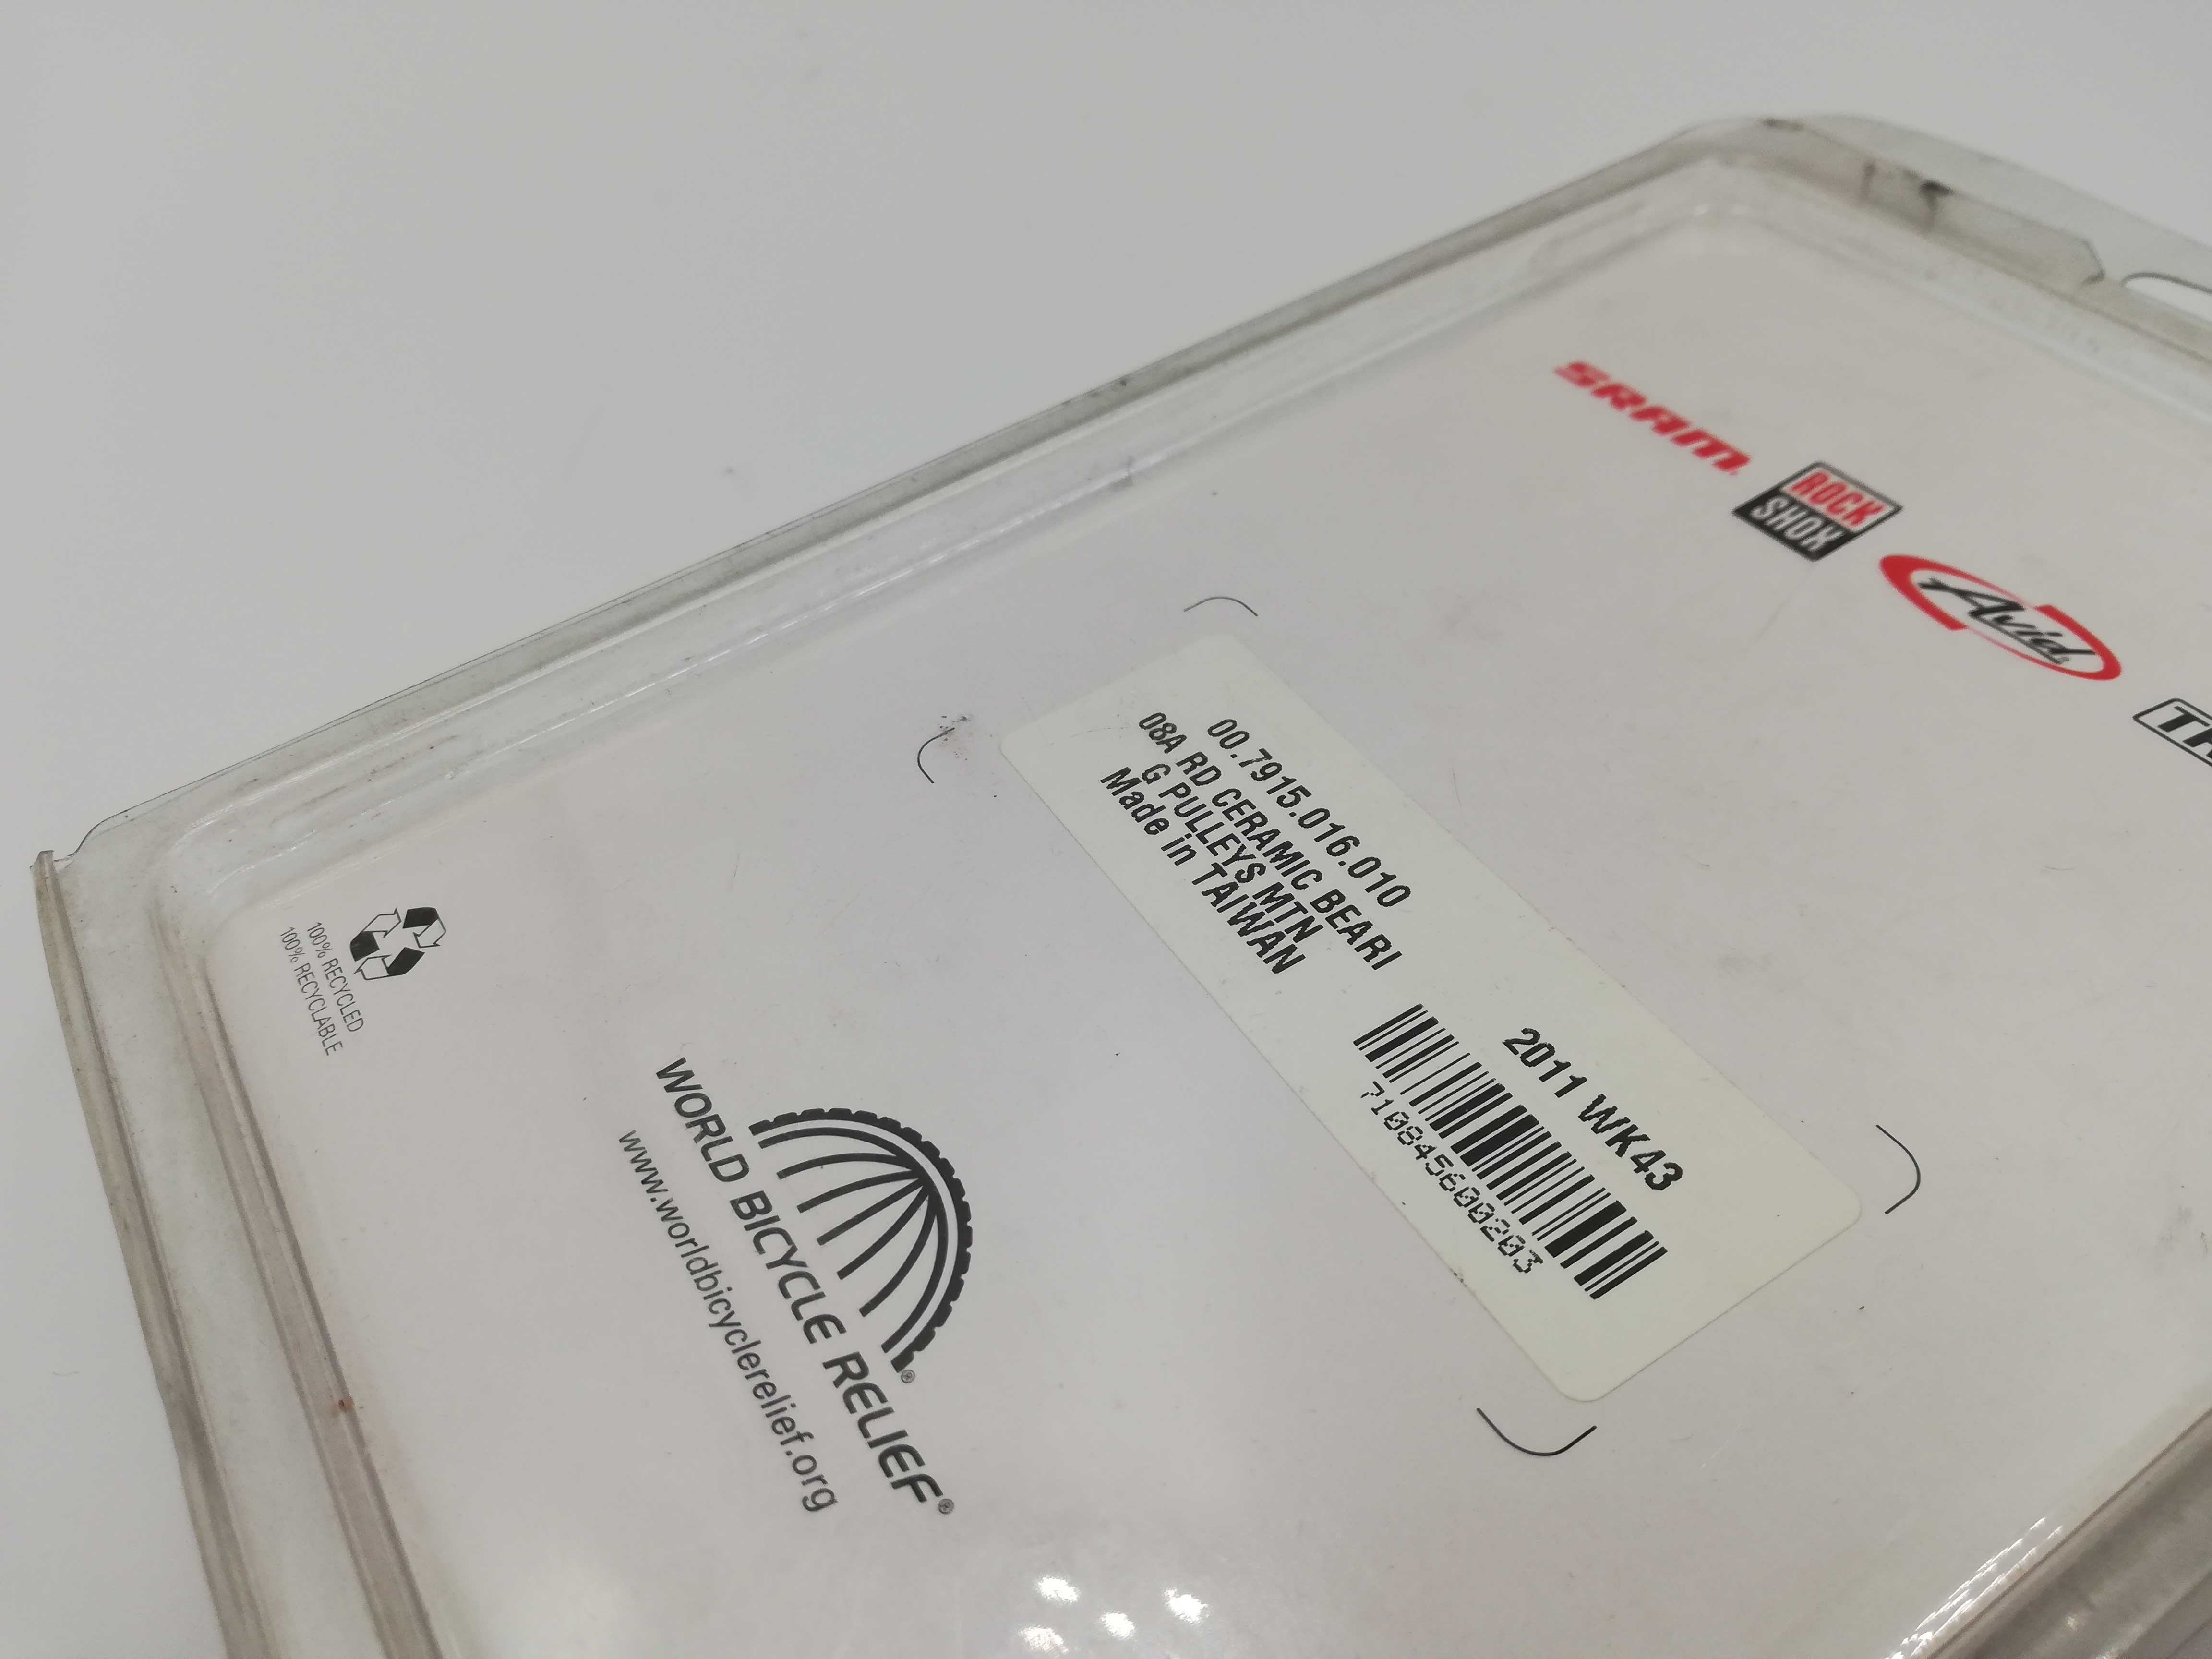 SRAM
ROCK
SHOX
Avid
00.7915.016.010
08A RD CERAMIC BEARI
G PULLEYS MTN
Made in TAIWAN
2011 WK43
710845600203
WORLD BICYCLE RELIEF®
www.worldbicyclerelief.org
100% RECYCLED
100% RECYCLABLE